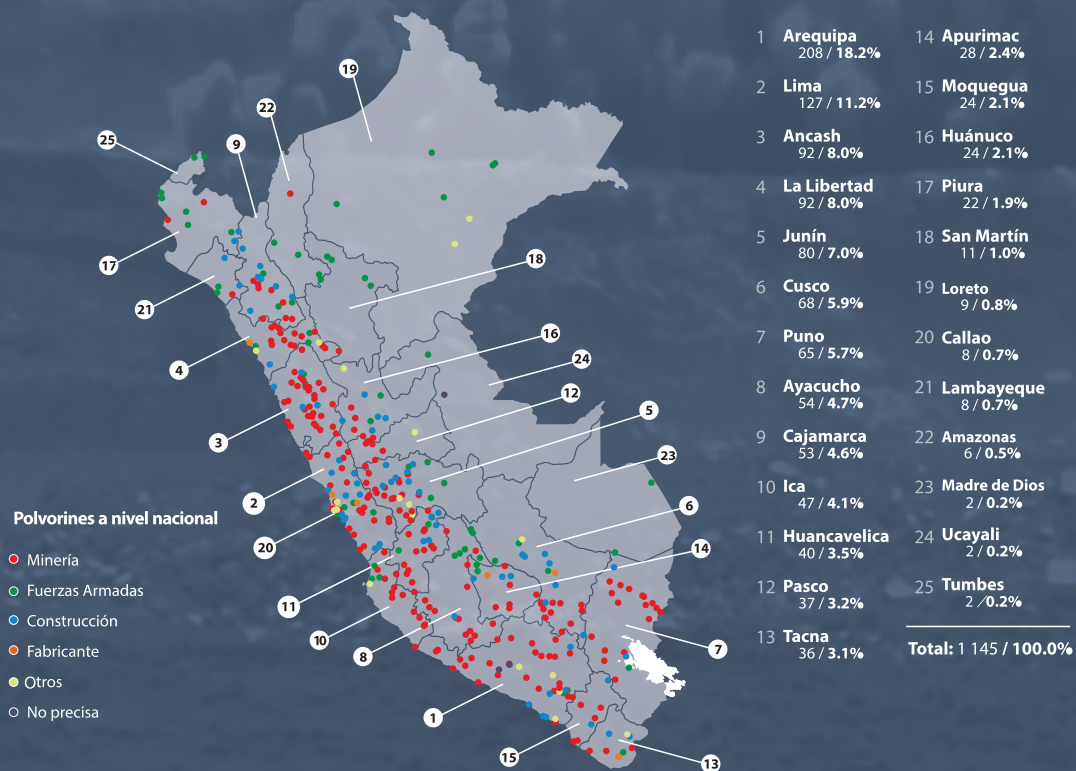 19
22
25
9
17
18
21
16
4
24
12
5
3
23
2
6
20
14
11
10
8
7
1
15
13
Polvorines a nivel nacional
Minería
Fuerzas Armadas
Construcción
Fabricante
Otros
No precisa
1 Arequipa
208 / 18.2%
2 Lima
127 / 11.2%
3 Ancash
92 / 8.0%
4 La Libertad
92 / 8.0%
5 Junín
80 / 7.0%
6 Cusco
68 / 5.9%
7 Puno
65 / 5.7%
8 Ayacucho
54 / 4.7%
9 Cajamarca
53 / 4.6%
10 Ica
47 / 4.1%
11 Huancavelica
40 / 3.5%
12 Pasco
37 / 3.2%
13 Tacna
36 / 3.1%
14 Apurimac
28 / 2.4%
15 Moquegua
24 / 2.1%
16 Huánuco
24 / 2.1%
17 Piura
22 / 1.9%
18 San Martín
11 / 1.0%
19 Loreto
9 / 0.8%
20 Callao
8 / 0.7%
21 Lambayeque
8 / 0.7%
22 Amazonas
6 / 0.5%
23 Madre de Dios
2 / 0.2%
24 Ucayali
2 / 0.2%
25 Tumbes
2 / 0.2%
Total: 1 145 / 100.0%